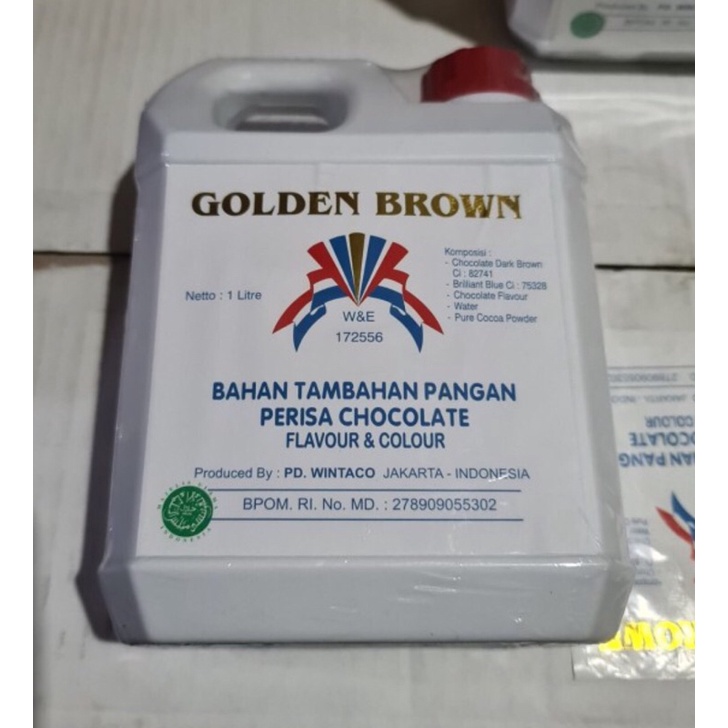 GOLDEN BROWN
Netto : 1 Litre
W&E
172556
Komposisi :
- Chocolate Dark Brown
Ci : 82741
- Brilliant Blue Ci : 75328
- Chocolate Flavour
- Water
- Pure Cocoa Powder
BAHAN TAMBAHAN PANGAN
PERISA CHOCOLATE
FLAVOUR & COLOUR
Produced By : PD. WINTACO JAKARTA - INDONESIA
BPOM. RI. No. MD. : 278909055302